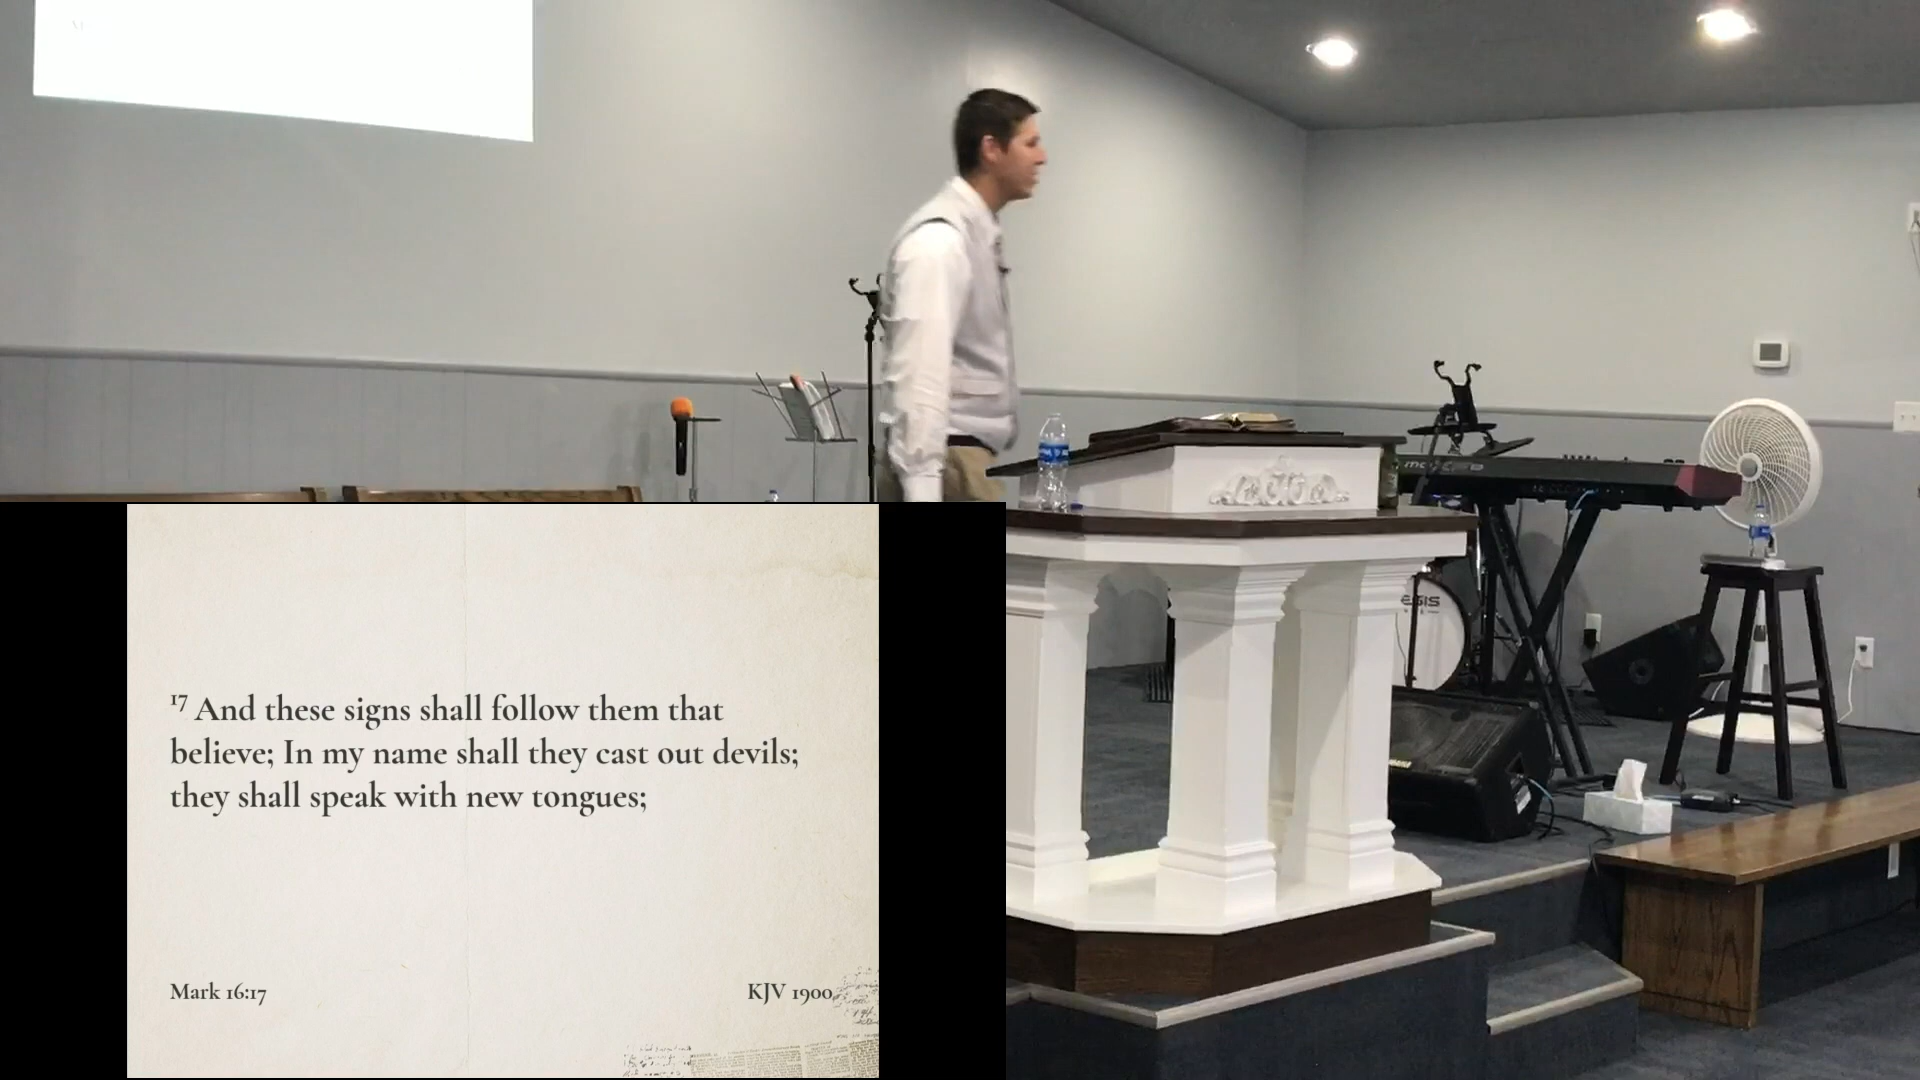 17 And these signs shall follow them that
believe; In my name shall they cast out devils;
they shall speak with new tongues;
Mark 16:17
KJV 1900